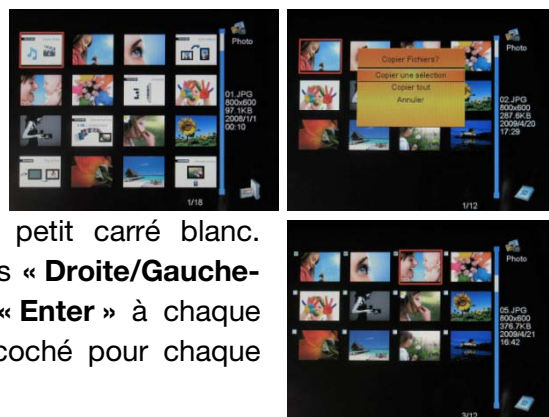 Photo
01.JPG
800x600
97.1KB
2008/1/1
00:10
1/18
Photo
Copier Fichiers?
Copier une sélection
Copier tout
Annuler
02.JPG
800x600
287.6KB
2009/4/20
17:29
1/12
petit carré blanc.
s « Droite/Gauche-
« Enter » à chaque
coché pour chaque
Photo
05.JPG
800x600
376.7KB
2009/4/21
16:42
3/12